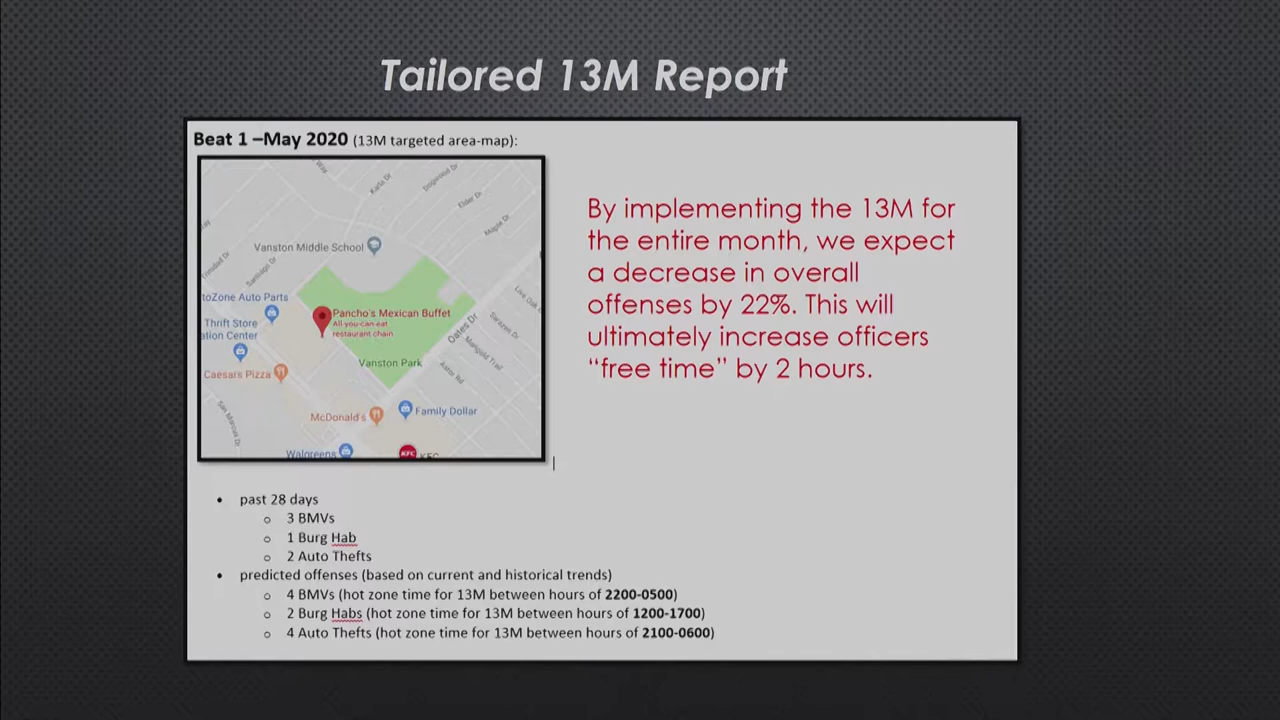 Tailored 13M Report
Beat 1 –May 2020 (13M targeted area-map):
Way
Karla Dr
Dogwood Dr
Elder Dr
Maple Dr
Vanston Middle School
Trinidad Dr
Santiago Dr
toZone Auto Parts
Live Oak
Pancho's Mexican Buffet
All-you-can-eat
restaurant chain
Thrift Store
ation Center
Oates Dr
Saracen Dr
Marigold Trail
Vanston Park
Aster Rd
Caesars Pizza
San Marcus Dr
McDonald's
Family Dollar
Walgreens
KFC
KFC
By implementing the 13M for
the entire month, we expect
a decrease in overall
offenses by 22%. This will
ultimately increase officers
“free time” by 2 hours.
• past 28 days
o 3 BMVs
o 1 Burg Hab
o 2 Auto Thefts
• predicted offenses (based on current and historical trends)
o 4 BMVs (hot zone time for 13M between hours of 2200-0500)
o 2 Burg Habs (hot zone time for 13M between hours of 1200-1700)
o 4 Auto Thefts (hot zone time for 13M between hours of 2100-0600)